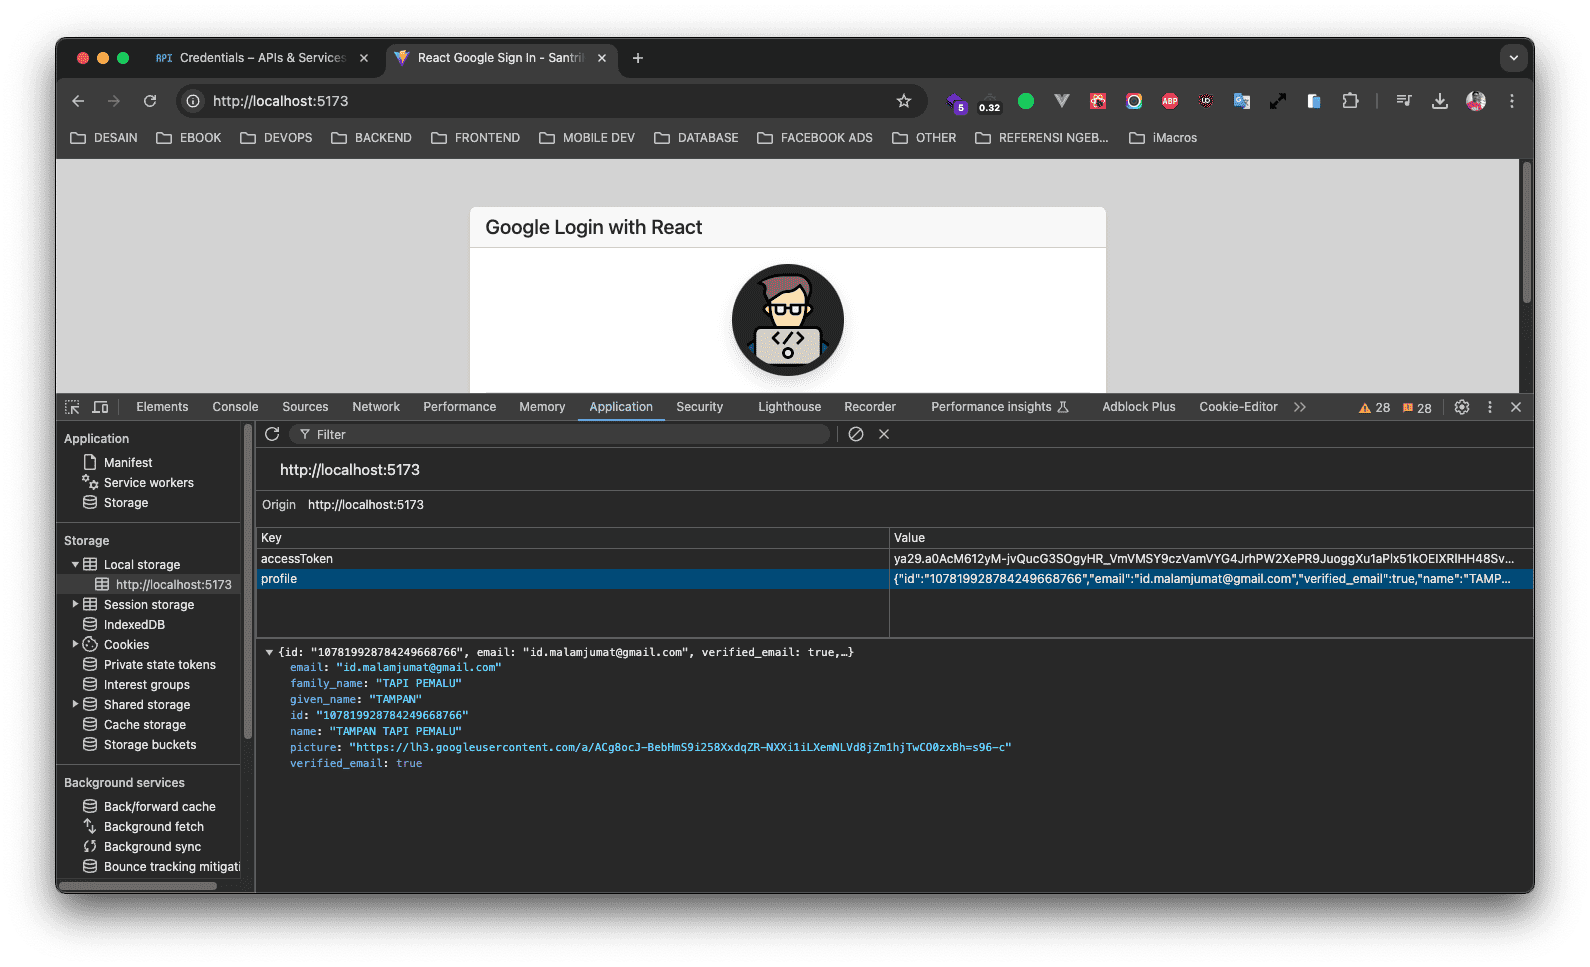 API Credentials – APIs & Services
React Google Sign In - Santri
http://localhost:5173
5
0.32
ABP
DESAIN
EBOOK
DEVOPS
BACKEND
FRONTEND
MOBILE DEV
DATABASE
FACEBOOK ADS
OTHER
REFERENSI NGEB...
iMacros
Google Login with React
</>
Elements
Console
Sources
Network
Performance
Memory
Application
Security
Lighthouse
Recorder
Performance insights
Adblock Plus
Cookie-Editor
28
28
Application
Manifest
Service workers
Storage
Storage
Local storage
http://localhost:5173
Session storage
IndexedDB
Cookies
Private state tokens
Interest groups
Shared storage
Cache storage
Storage buckets
Background services
Back/forward cache
Background fetch
Background sync
Bounce tracking mitigati
Filter
http://localhost:5173
Origin http://localhost:5173
Key Value
accessToken ya29.a0AcM612yM-jvQucG3SOgyHR_VmVMSY9czVamVYG4JrhPW2XePR9JuoggXu1aPlx51kOEIXRIHH48Sv...
profile {"id":"107819928784249668766","email":"id.malamjumat@gmail.com","verified_email":true,"name":"TAMP...
{id: "107819928784249668766", email: "id.malamjumat@gmail.com", verified_email: true,…}
email: "id.malamjumat@gmail.com"
family_name: "TAPI PEMALU"
given_name: "TAMPAN"
id: "107819928784249668766"
name: "TAMPAN TAPI PEMALU"
picture: "https://lh3.googleusercontent.com/a/ACg8ocJ-BebHmS9i258XxdqZR-NXXi1iLXemNLVd8jZm1hjTwCO0zxBh=s96-c"
verified_email: true